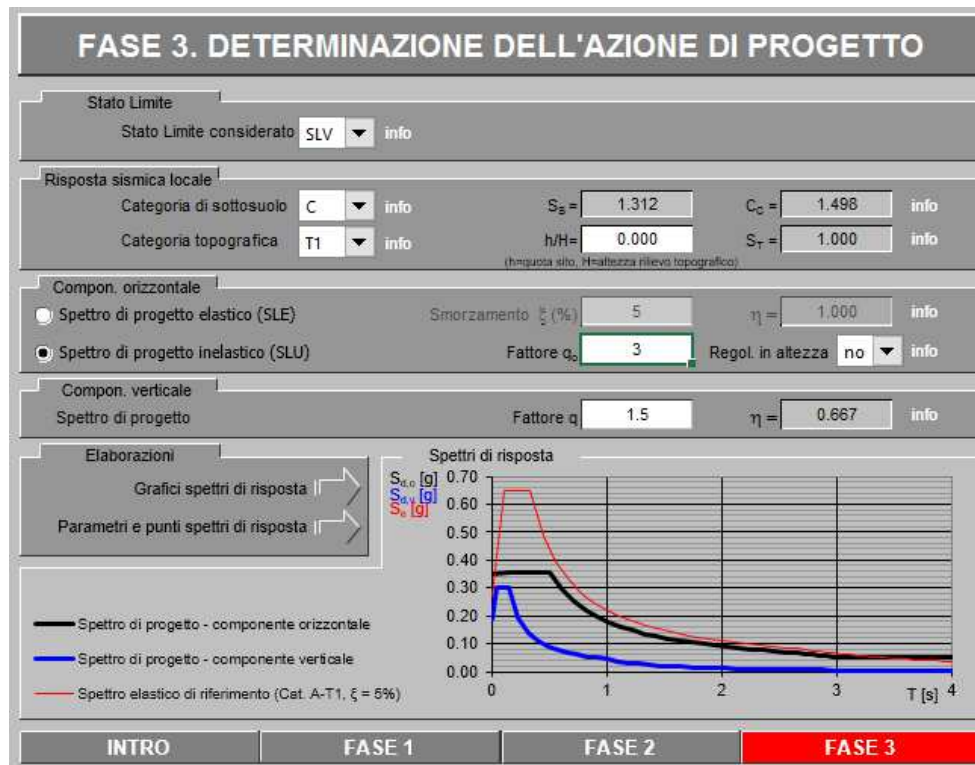 FASE 3. DETERMINAZIONE DELL'AZIONE DI PROGETTO
Stato Limite
Stato Limite considerato SLV info
Risposta sismica locale
Categoria di sottosuolo C info S_S = 1.312 C_C = 1.498 info
Categoria topografica T1 info h/H= 0.000 S_T = 1.000 info
(h=quota sito, H=altezza rilievo topografico)
Compon. orizzontale
Spettro di progetto elastico (SLE) Smorzamento ξ (%) 5 η = 1.000 info
Spettro di progetto inelastico (SLU) Fattore q_o 3 Regol. in altezza no info
Compon. verticale
Spettro di progetto Fattore q 1.5 η = 0.667 info
Elaborazioni
Grafici spettri di risposta
Parametri e punti spettri di risposta
Spettri di risposta
S_d,o [g]
S_d,v [g]
S_e [g]
0.70
0.60
0.50
0.40
0.30
0.20
0.10
0.00
0 1 2 3 T [s] 4
Spettro di progetto - componente orizzontale
Spettro di progetto - componente verticale
Spettro elastico di riferimento (Cat. A-T1, ξ = 5%)
INTRO FASE 1 FASE 2 FASE 3